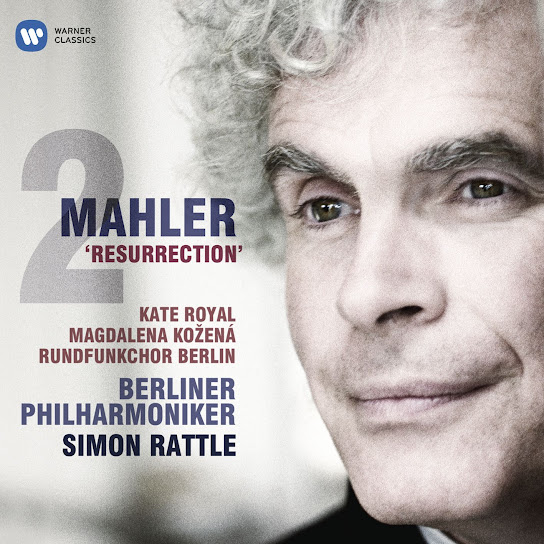 WARNER
CLASSICS
2
MAHLER
‘RESURRECTION’
KATE ROYAL
MAGDALENA KOŽENÁ
RUNDFUNKCHOR BERLIN
BERLINER
PHILHARMONIKER
SIMON RATTLE